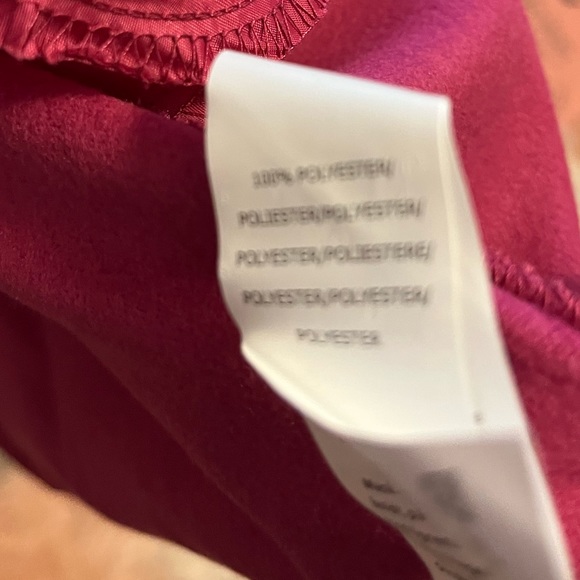 100% POLYESTER/
POLIESTER/POLYESTER/
POLYESTER/POLIESTERE/
POLYESTER/POLYESTER/
POLYESTER